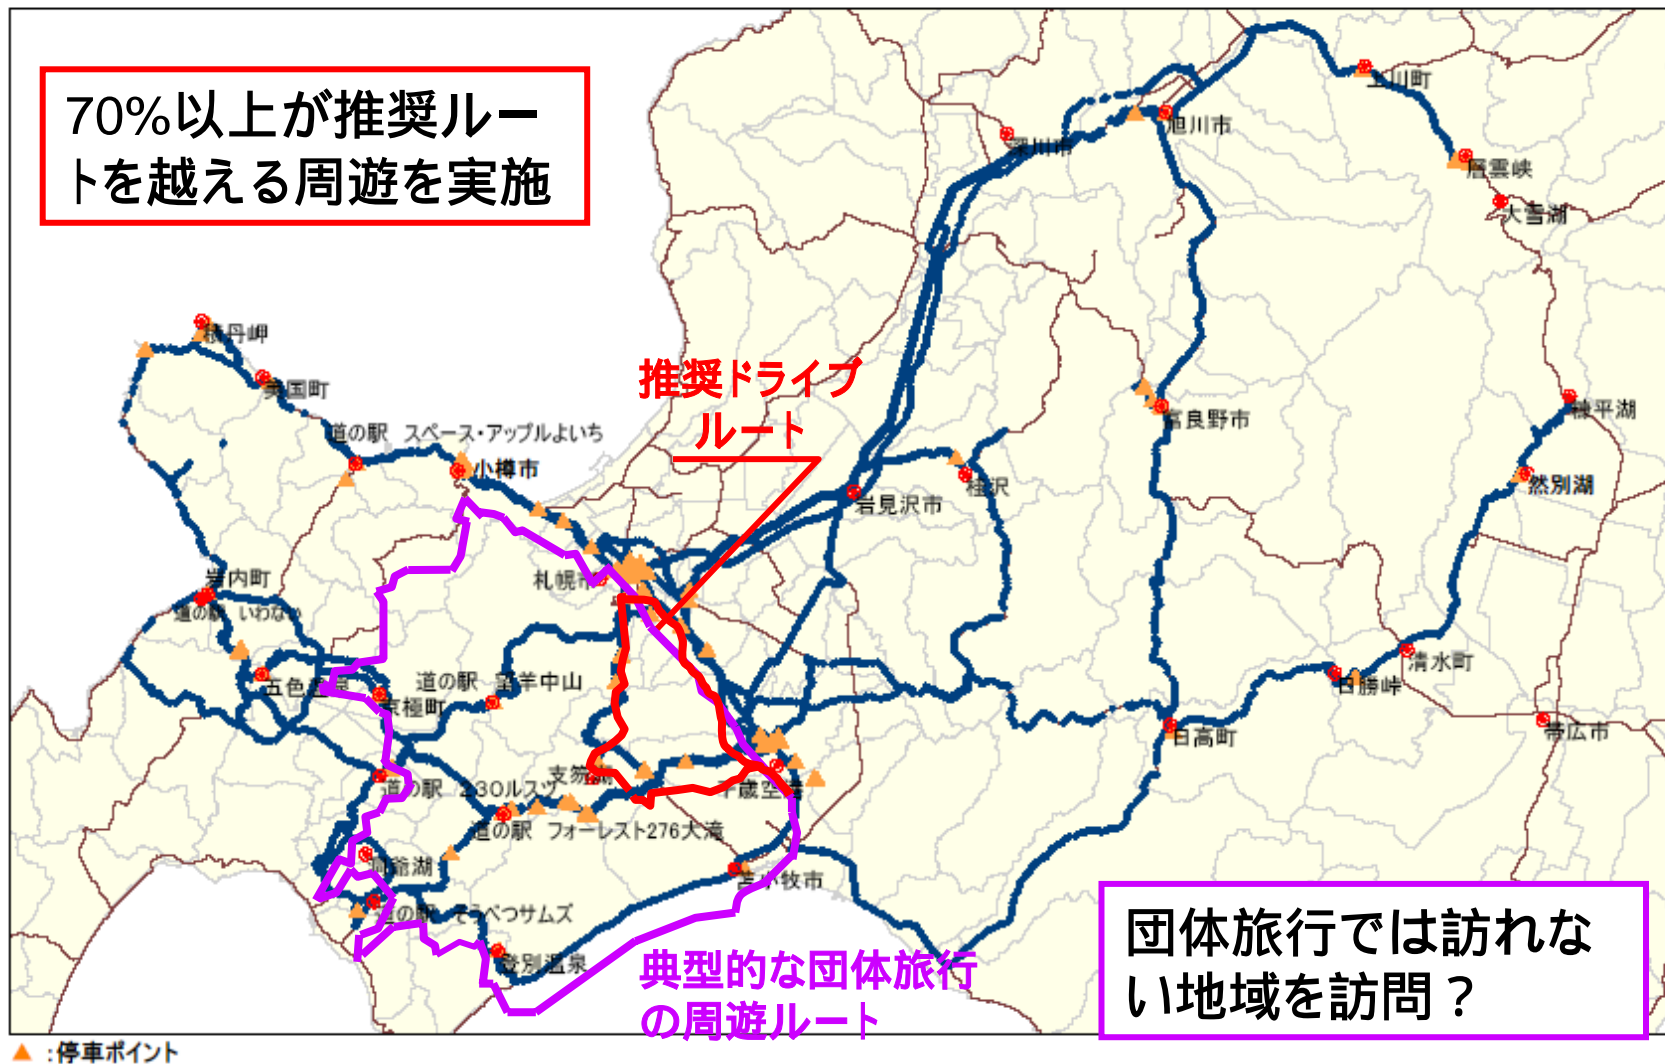 70%以上が推奨ルー
トを越える周遊を実施
上川町
旭川市
深川市
層雲峡
大雪湖
積丹岬
美国町
推奨ドライブ
ルート
糠平湖
富良野市
道の駅 スペース・アップルよいち
小樽市
桂沢
然別湖
岩見沢市
札幌市
岩内町
道の駅 いわない
清水町
五色温泉
道の駅 望羊中山
日勝峠
京極町
日高町
帯広市
支笏湖
道の駅 230ルスツ
千歳空港
道の駅 フォーレスト276大滝
洞爺湖
苫小牧市
道の駅 そうべつサムズ
登別温泉
典型的な団体旅行
の周遊ルート
団体旅行では訪れな
い地域を訪問？
:停車ポイント